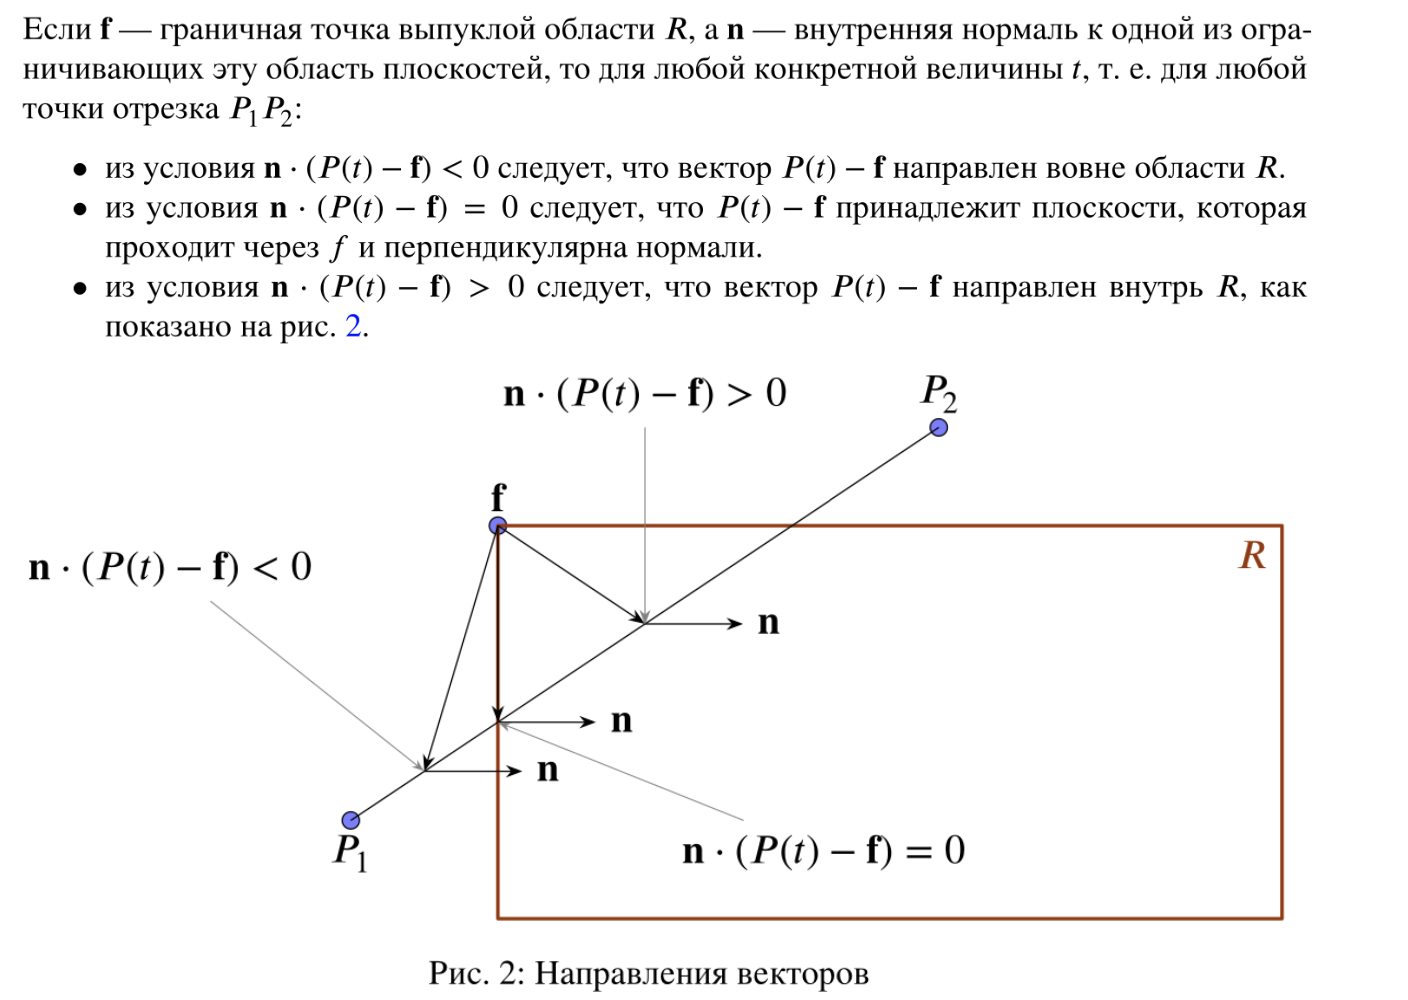 Если f — граничная точка выпуклой области R, а n — внутренняя нормаль к одной из огра-
ничивающих эту область плоскостей, то для любой конкретной величины t, т. е. для любой
точки отрезка P₁P₂:
• из условия n · (P(t) − f) < 0 следует, что вектор P(t) − f направлен вовне области R.
• из условия n · (P(t) − f) = 0 следует, что P(t) − f принадлежит плоскости, которая
проходит через f и перпендикулярна нормали.
• из условия n · (P(t) − f) > 0 следует, что вектор P(t) − f направлен внутрь R, как
показано на рис. 2.
n · (P(t) − f) > 0
P₂
f
R
n · (P(t) − f) < 0
n
n
n
P₁
n · (P(t) − f) = 0
Рис. 2: Направления векторов